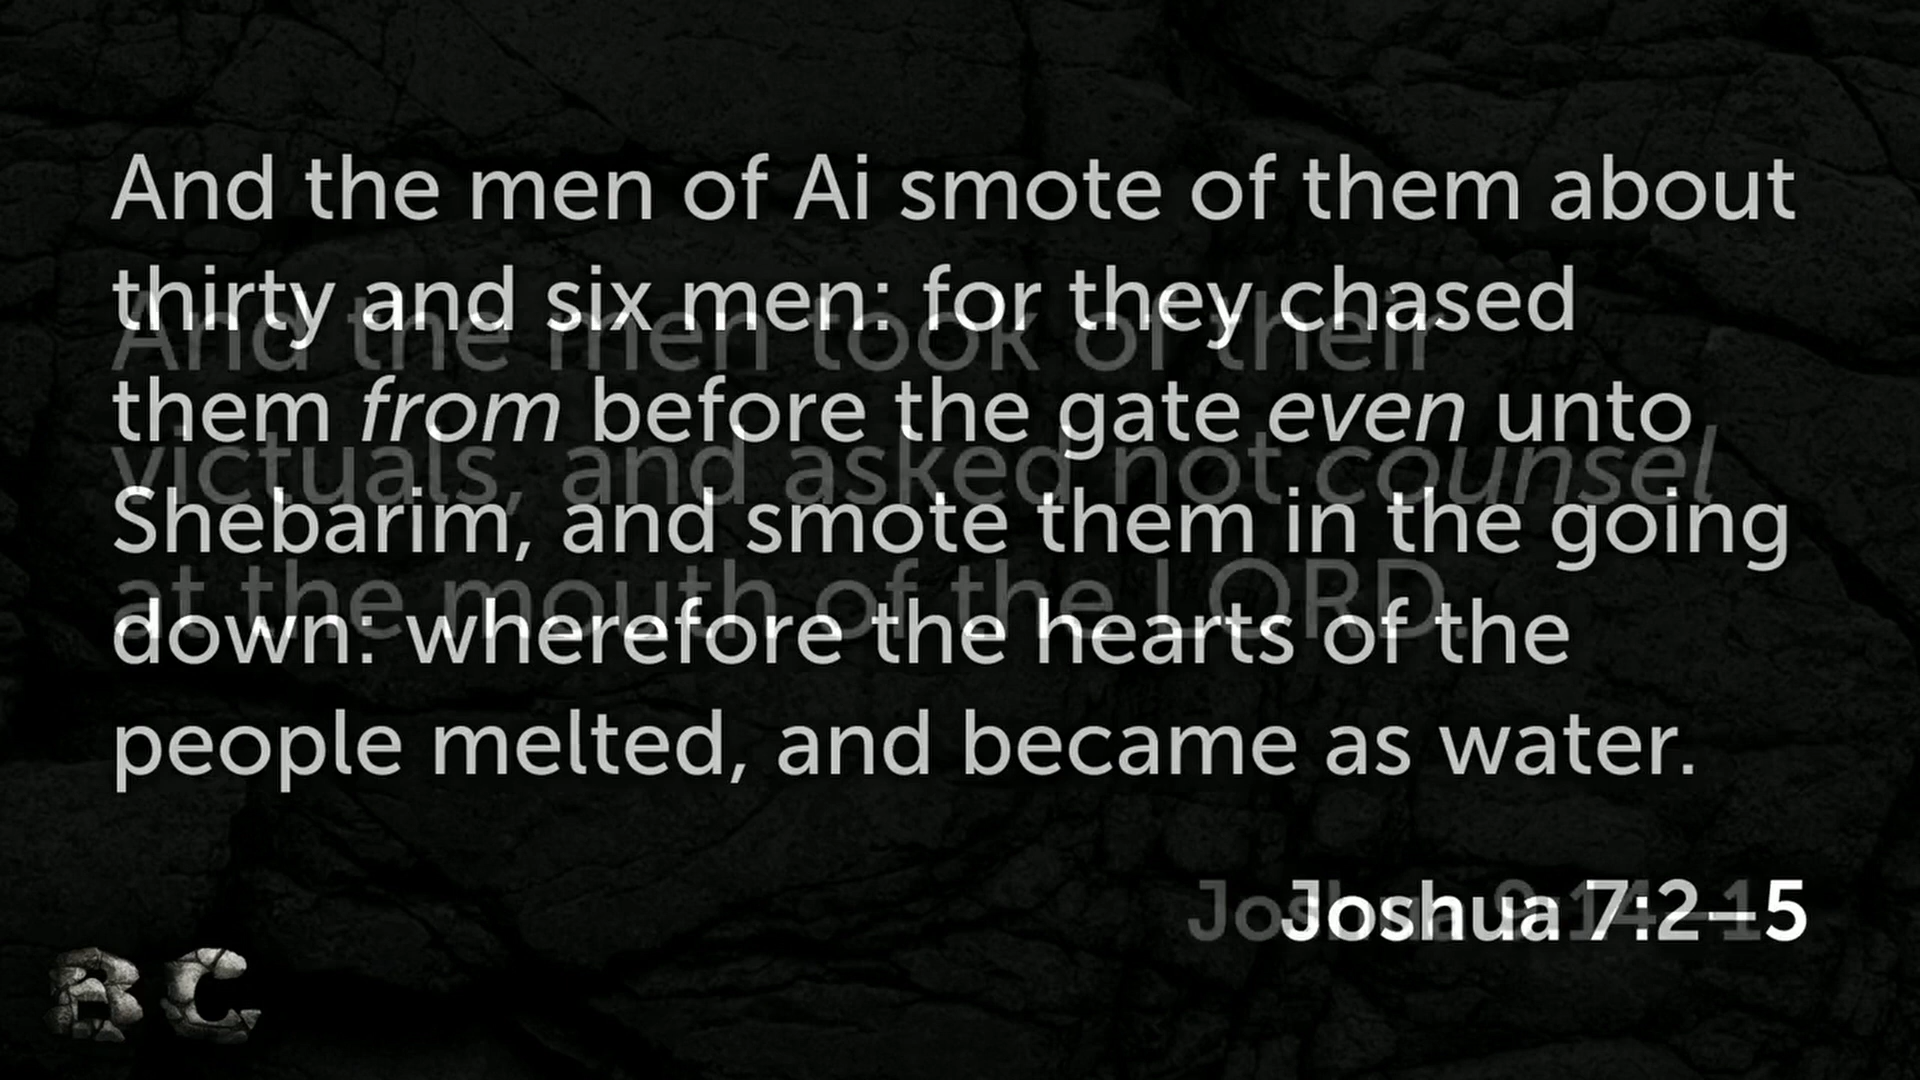 And the men of Ai smote of them about
thirty and six men: for they chased
them from before the gate even unto
Shebarim, and smote them in the going
down: wherefore the hearts of the
people melted, and became as water.
Joshua 7:2–5
And the men took of their
victuals, and asked not counsel
at the mouth of the LORD.
BC